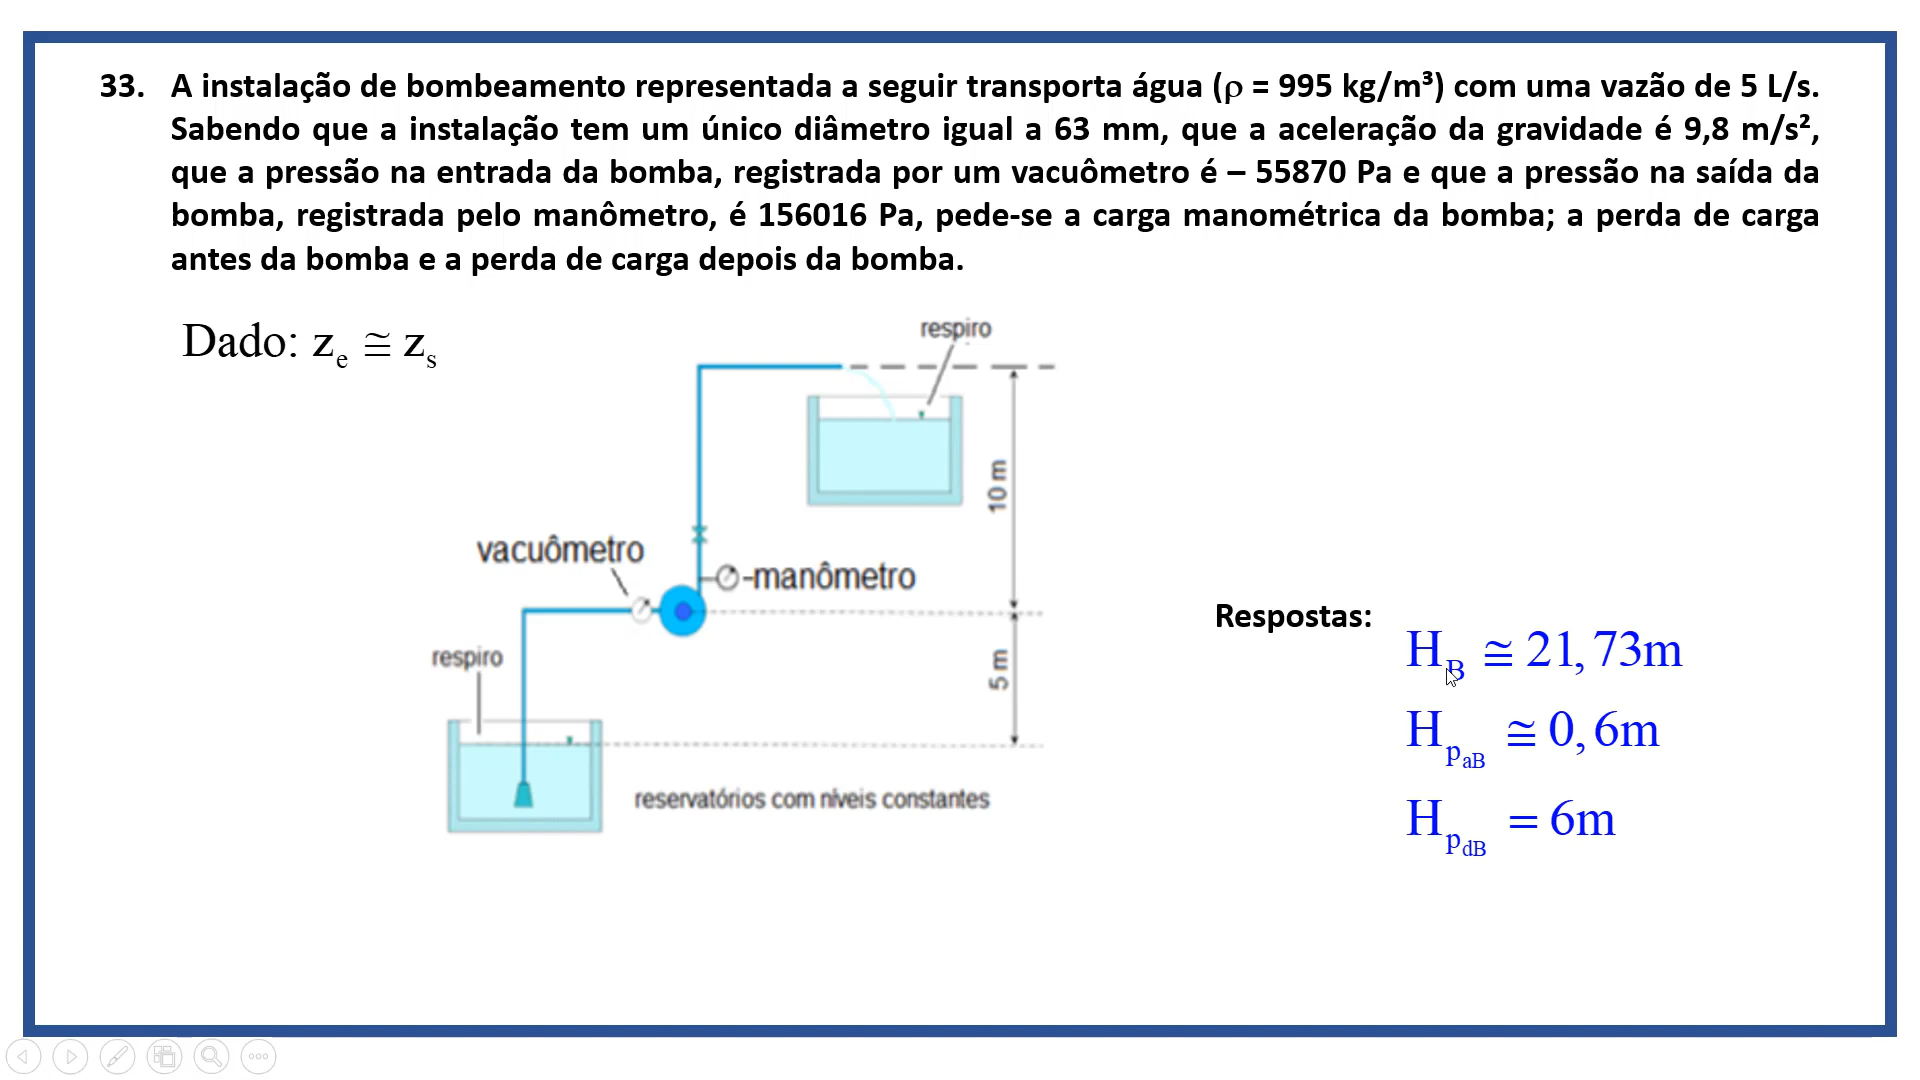 33. A instalação de bombeamento representada a seguir transporta água (ρ = 995 kg/m³) com uma vazão de 5 L/s.
Sabendo que a instalação tem um único diâmetro igual a 63 mm, que a aceleração da gravidade é 9,8 m/s²,
que a pressão na entrada da bomba, registrada por um vacuômetro é – 55870 Pa e que a pressão na saída da
bomba, registrada pelo manômetro, é 156016 Pa, pede-se a carga manométrica da bomba; a perda de carga
antes da bomba e a perda de carga depois da bomba.
Dado: z_e ≅ z_s
respiro
10 m
vacuômetro
-manômetro
respiro
5 m
reservatórios com níveis constantes
Respostas:
H_B ≅ 21,73m
H_p_aB ≅ 0,6m
H_p_dB = 6m